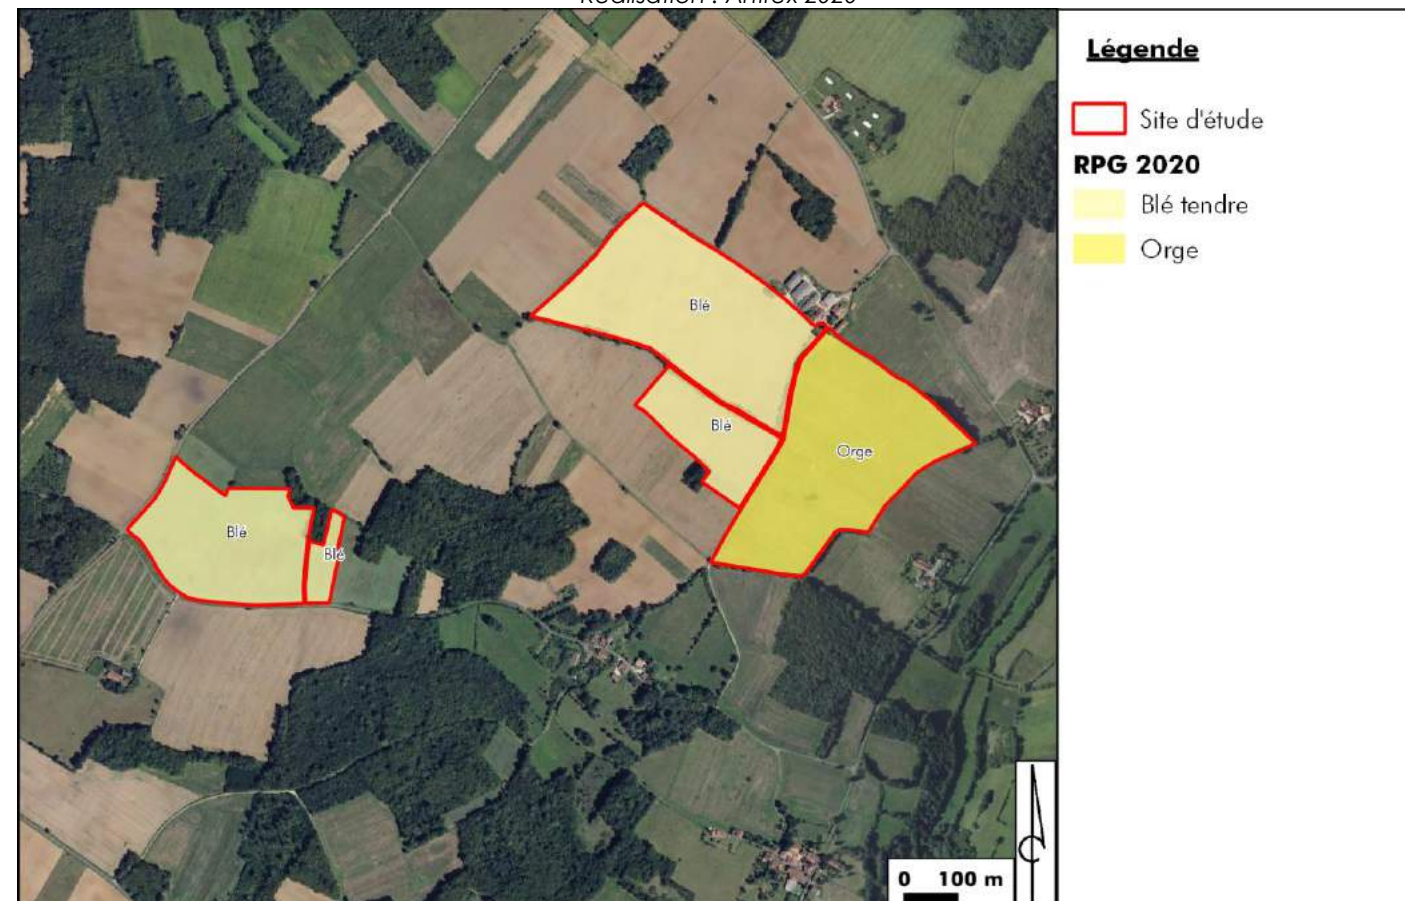 Légende
Site d'étude
RPG 2020
Blé tendre
Orge
Blé
Blé
Orge
Blé
Blé
0 100 m